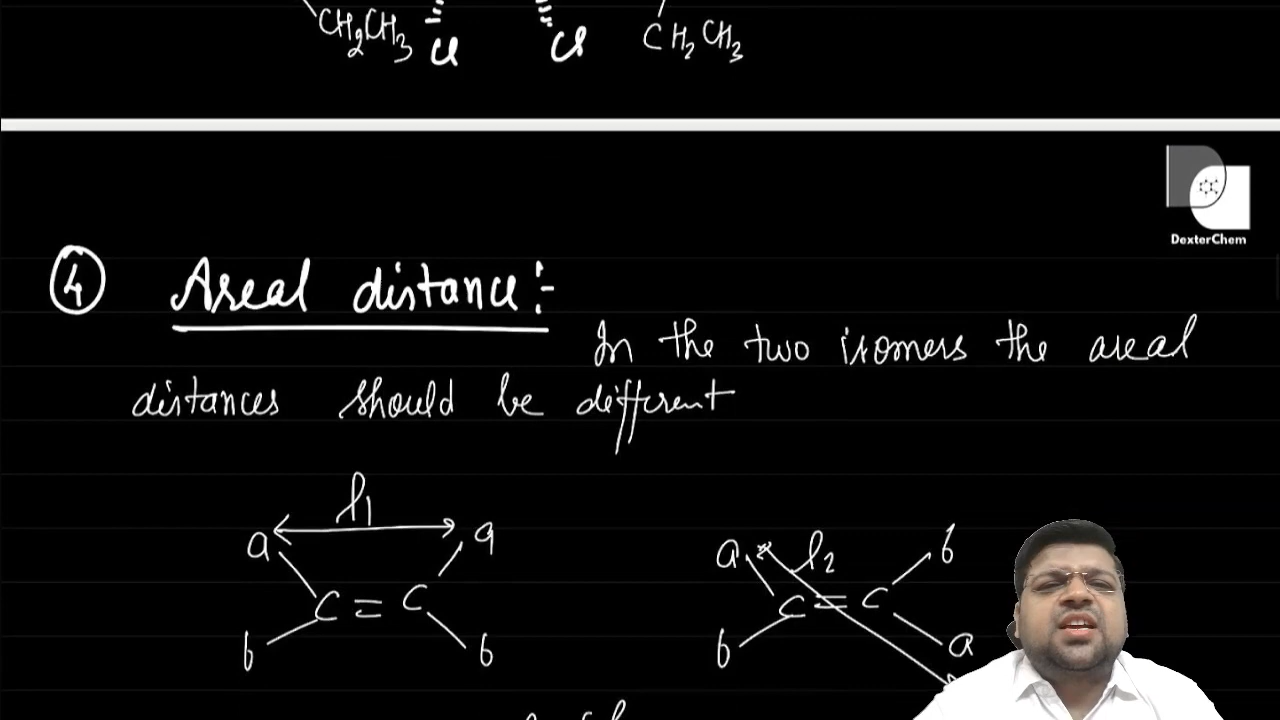 CH2CH3 Cl Cl CH2CH3
DexterChem
4 Areal distance :-
In the two isomers the areal
distances should be different
l1
a a
C = C
b b
a l2 b
C = C
b a